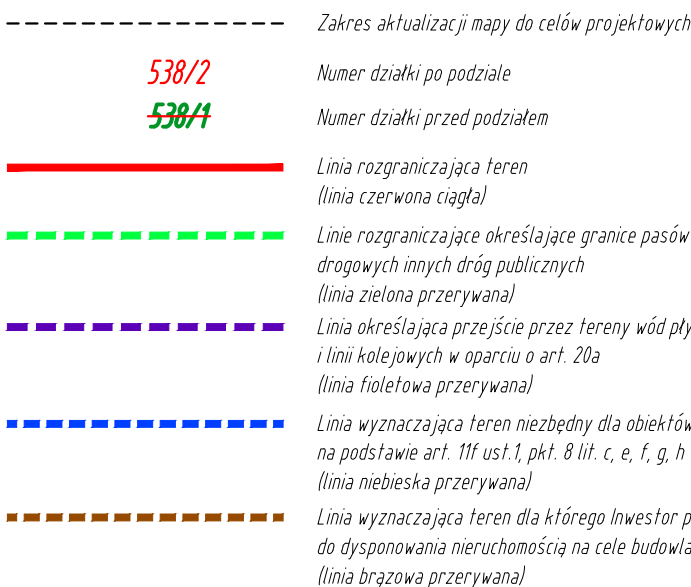 Zakres aktualizacji mapy do celów projektowych
538/2 Numer działki po podziale
538/1 Numer działki przed podziałem
Linia rozgraniczająca teren
(linia czerwona ciągła)
Linie rozgraniczające określające granice pasów
drogowych innych dróg publicznych
(linia zielona przerywana)
Linia określająca przejście przez tereny wód pły
i linii kolejowych w oparciu o art. 20a
(linia fioletowa przerywana)
Linia wyznaczająca teren niezbędny dla obiektów
na podstawie art. 11f ust.1, pkt. 8 lit. c, e, f, g, h
(linia niebieska przerywana)
Linia wyznaczająca teren dla którego Inwestor p
do dysponowania nieruchomością na cele budowla
(linia brązowa przerywana)